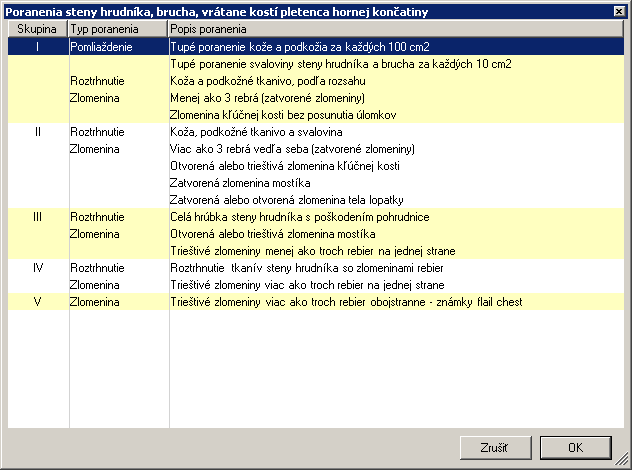 Poranenia steny hrudníka, brucha, vrátane kostí pletenca hornej končatiny
Skupina Typ poranenia Popis poranenia
I Pomliaždenie Tupé poranenie kože a podkožia za každých 100 cm2
Tupé poranenie svaloviny steny hrudníka a brucha za každých 10 cm2
Roztrhnutie Koža a podkožné tkanivo, podľa rozsahu
Zlomenina Menej ako 3 rebrá (zatvorené zlomeniny)
Zlomenina kľúčnej kosti bez posunutia úlomkov
II Roztrhnutie Koža, podkožné tkanivo a svalovina
Zlomenina Viac ako 3 rebrá vedľa seba (zatvorené zlomeniny)
Otvorená alebo trieštivá zlomenina kľúčnej kosti
Zatvorená zlomenina mostíka
Zatvorená alebo otvorená zlomenina tela lopatky
III Roztrhnutie Celá hrúbka steny hrudníka s poškodením pohrudnice
Zlomenina Otvorená alebo trieštivá zlomenina mostíka
Trieštivé zlomeniny menej ako troch rebier na jednej strane
IV Roztrhnutie Roztrhnutie tkanív steny hrudníka so zlomeninami rebier
Zlomenina Trieštivé zlomeniny viac ako troch rebier na jednej strane
V Zlomenina Trieštivé zlomeniny viac ako troch rebier obojstranne - známky flail chest
Zrušiť OK